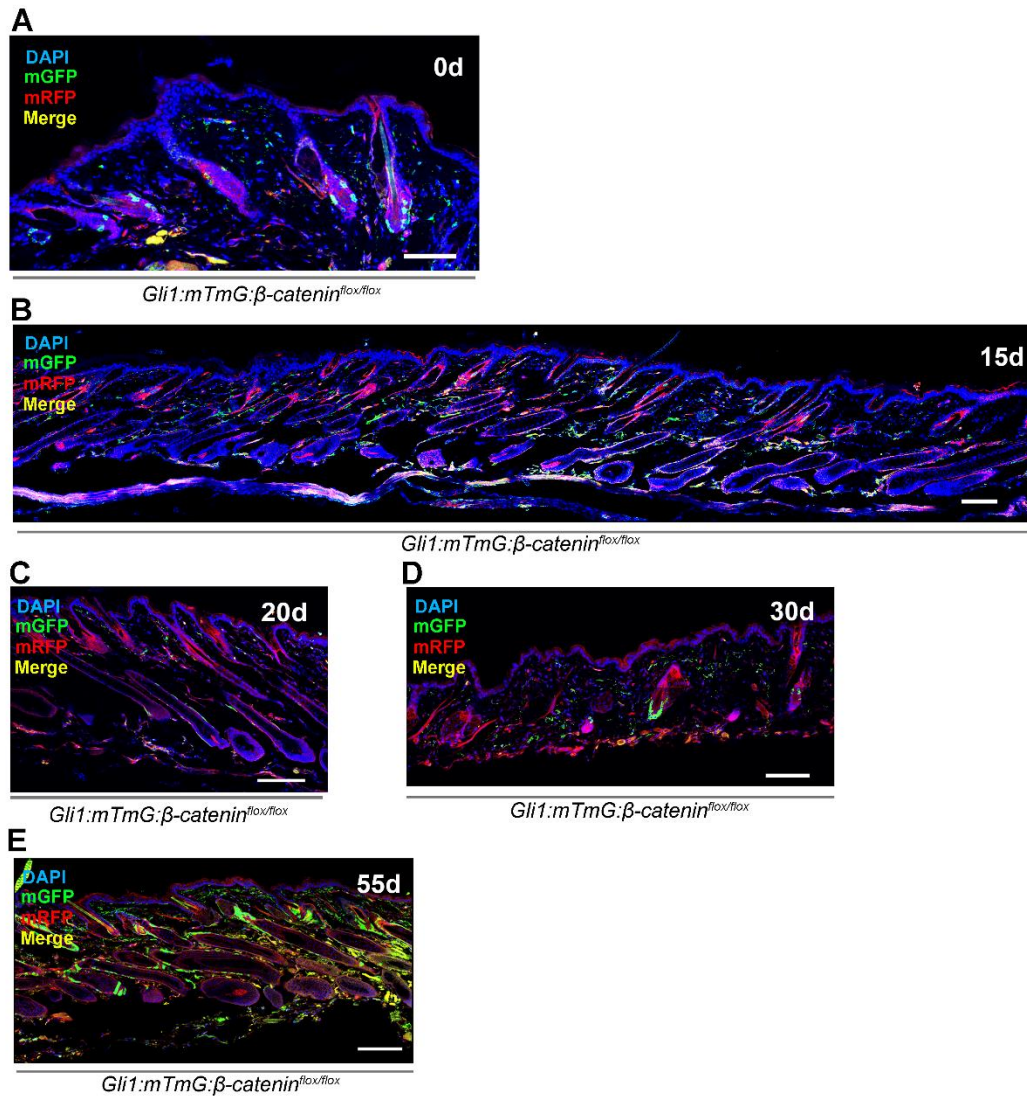 A
DAPI
mGFP
mRFP
Merge
0d
Gli1:mTmG:β-catenin^flox/flox
B
DAPI
mGFP
mRFP
Merge
15d
Gli1:mTmG:β-catenin^flox/flox
C
DAPI
mGFP
mRFP
Merge
20d
Gli1:mTmG:β-catenin^flox/flox
D
DAPI
mGFP
mRFP
Merge
30d
Gli1:mTmG:β-catenin^flox/flox
E
DAPI
mGFP
mRFP
Merge
55d
Gli1:mTmG:β-catenin^flox/flox